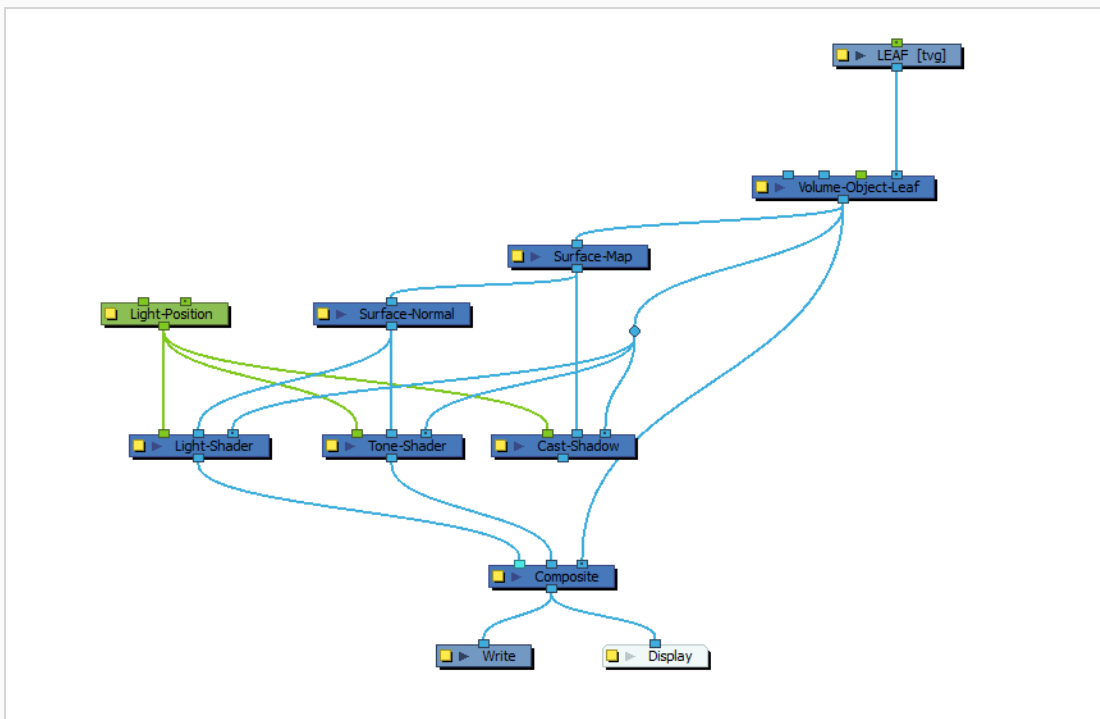 LEAF [tvg]
Volume-Object-Leaf
Surface-Map
Light-Position
Surface-Normal
Light-Shader
Tone-Shader
Cast-Shadow
Composite
Write
Display